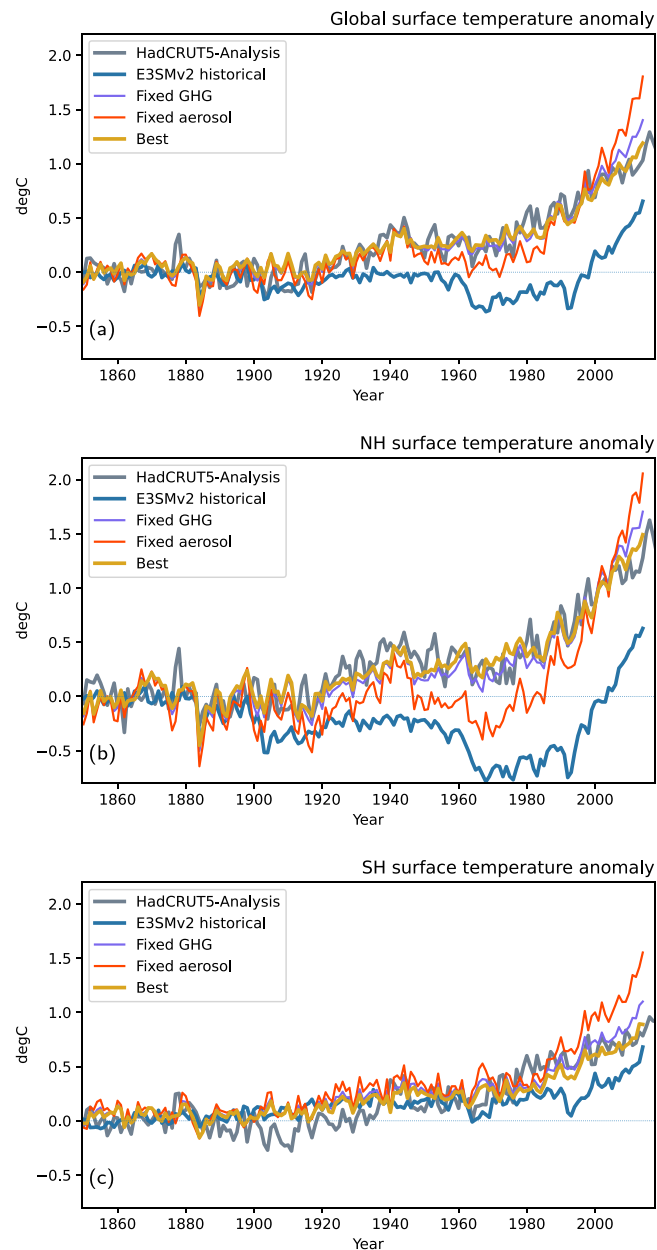 Global surface temperature anomaly
2.0
1.5
1.0
0.5
0.0
−0.5
degC
HadCRUT5-Analysis
E3SMv2 historical
Fixed GHG
Fixed aerosol
Best
(a)
1860 1880 1900 1920 1940 1960 1980 2000
Year
NH surface temperature anomaly
2.0
1.5
1.0
0.5
0.0
−0.5
degC
HadCRUT5-Analysis
E3SMv2 historical
Fixed GHG
Fixed aerosol
Best
(b)
1860 1880 1900 1920 1940 1960 1980 2000
Year
SH surface temperature anomaly
2.0
1.5
1.0
0.5
0.0
−0.5
degC
HadCRUT5-Analysis
E3SMv2 historical
Fixed GHG
Fixed aerosol
Best
(c)
1860 1880 1900 1920 1940 1960 1980 2000
Year